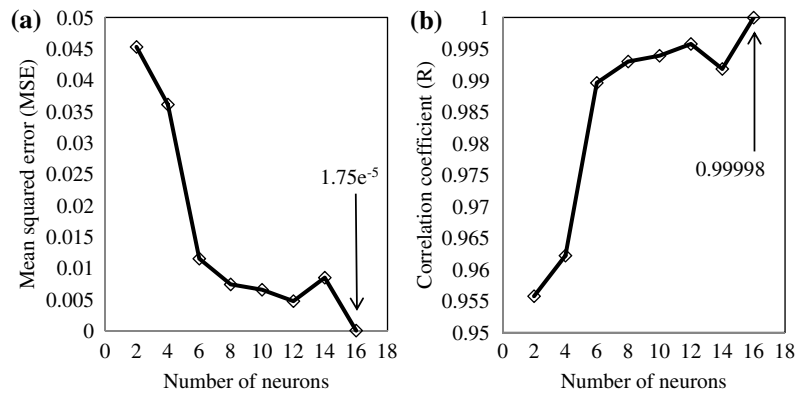 (a)
Mean squared error (MSE)
0.05
0.045
0.04
0.035
0.03
0.025
0.02
0.015
0.01
0.005
0
1.75e-5
0 2 4 6 8 10 12 14 16 18
Number of neurons
(b)
Correlation coefficient (R)
1
0.995
0.99
0.985
0.98
0.975
0.97
0.965
0.96
0.955
0.95
0.99998
0 2 4 6 8 10 12 14 16 18
Number of neurons